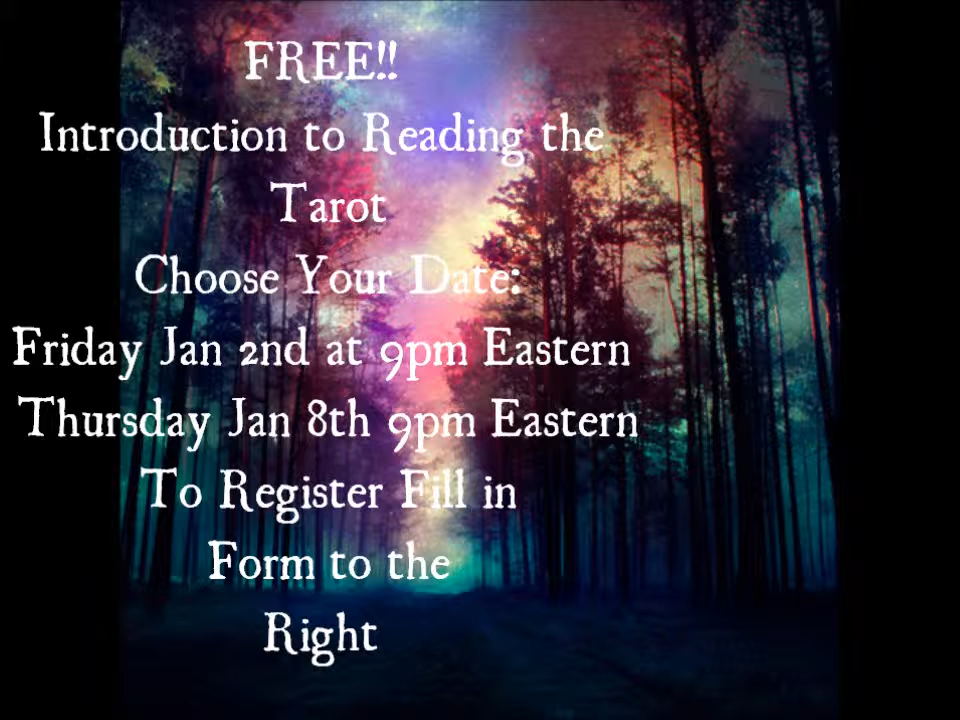 FREE!!
Introduction to Reading the
Tarot
Choose Your Date:
Friday Jan 2nd at 9pm Eastern
Thursday Jan 8th 9pm Eastern
To Register Fill in
Form to the
Right